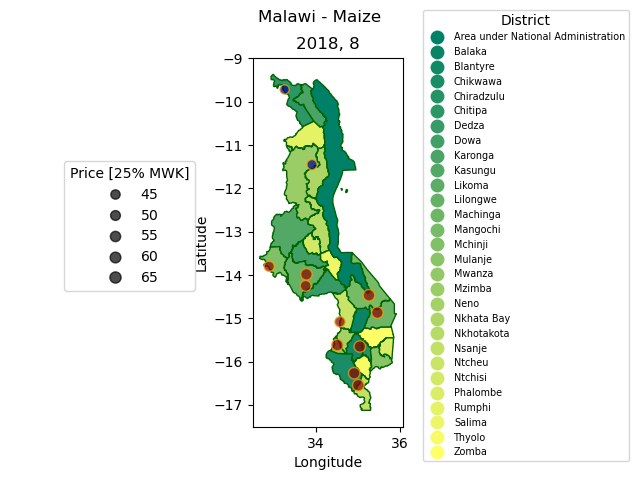 Malawi - Maize
2018, 8
Price [25% MWK]
45
50
55
60
65
Latitude
−9
−10
−11
−12
−13
−14
−15
−16
−17
34
36
Longitude
District
Area under National Administration
Balaka
Blantyre
Chikwawa
Chiradzulu
Chitipa
Dedza
Dowa
Karonga
Kasungu
Likoma
Lilongwe
Machinga
Mangochi
Mchinji
Mulanje
Mwanza
Mzimba
Neno
Nkhata Bay
Nkhotakota
Nsanje
Ntcheu
Ntchisi
Phalombe
Rumphi
Salima
Thyolo
Zomba